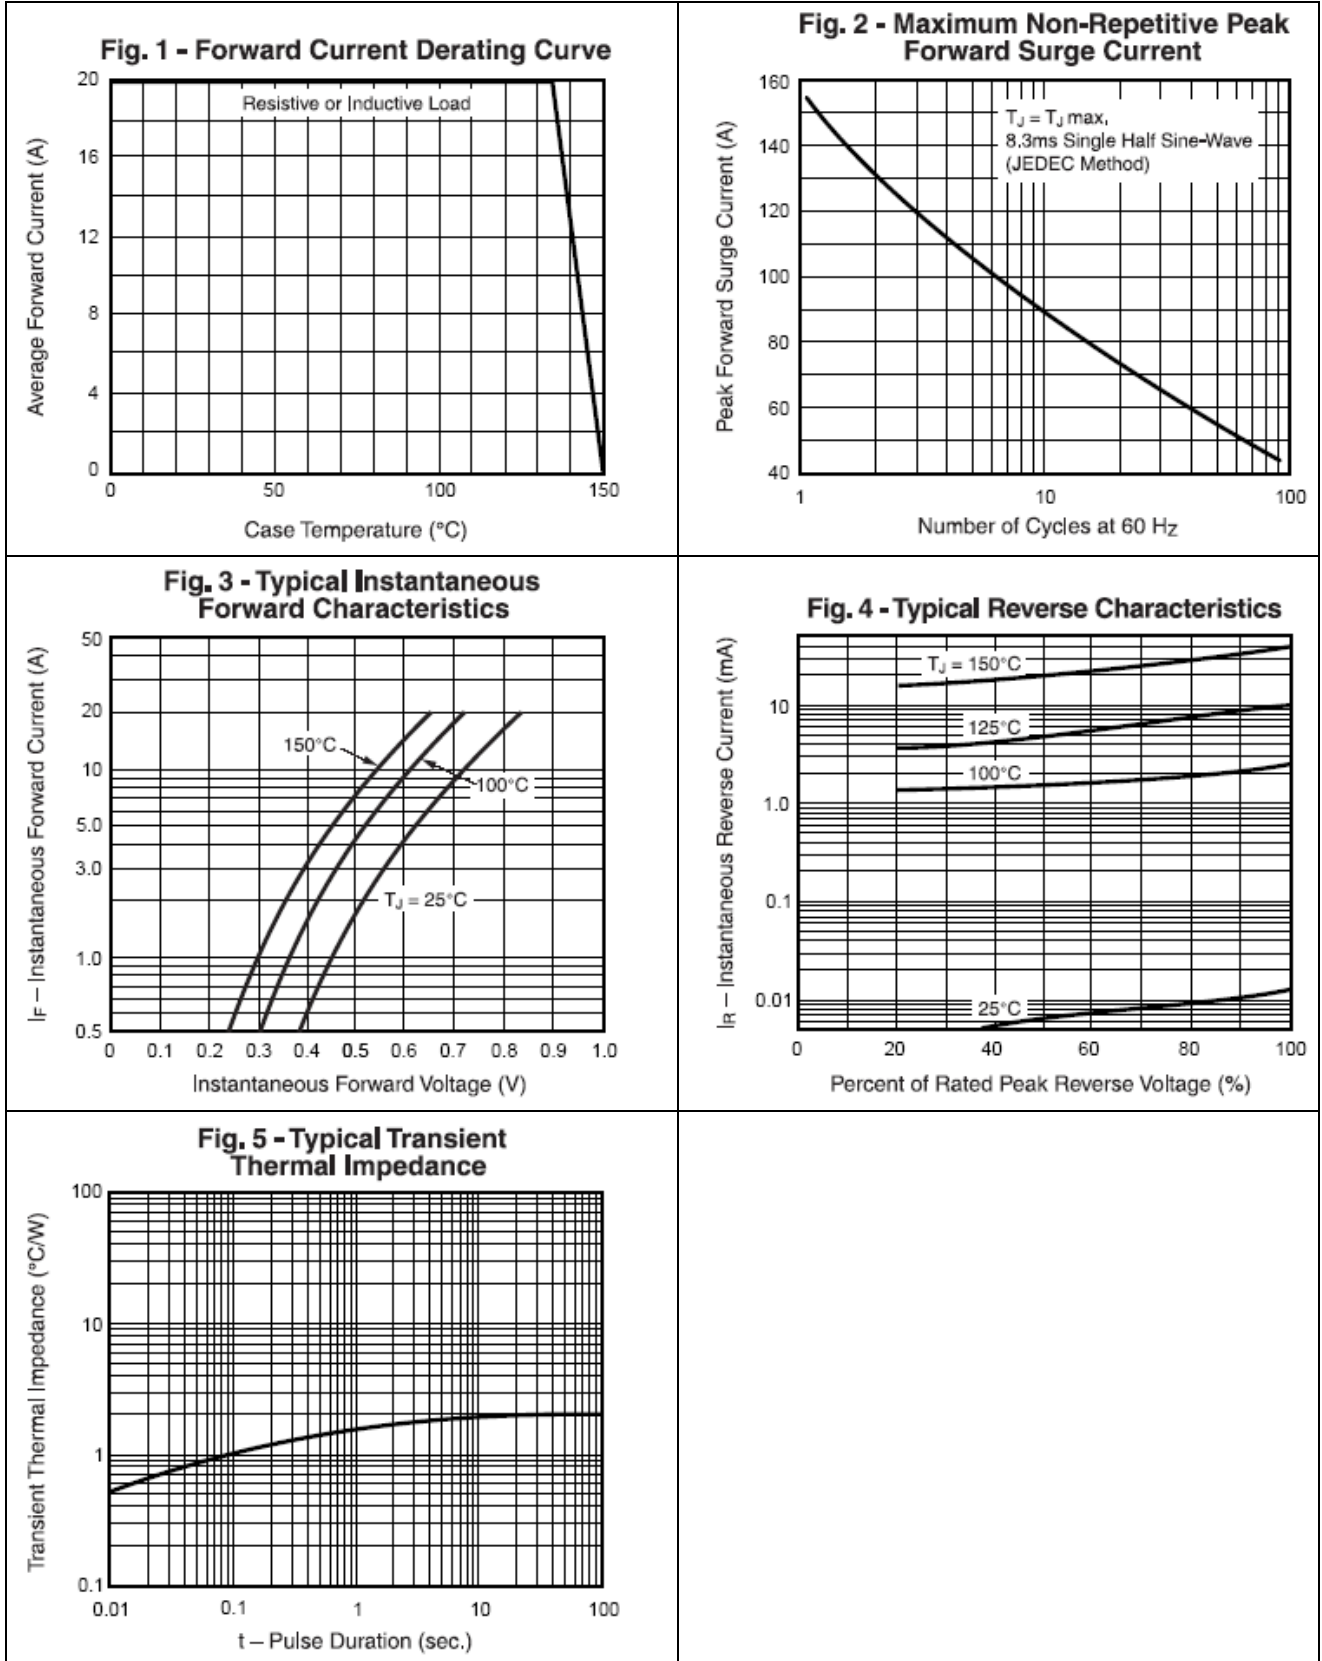 Fig. 1 - Forward Current Derating Curve
20
16
12
8
4
0
Average Forward Current (A)
Resistive or Inductive Load
0 50 100 150
Case Temperature (°C)
Fig. 2 - Maximum Non-Repetitive Peak
Forward Surge Current
160
140
120
100
80
60
40
Peak Forward Surge Current (A)
TJ = TJ max,
8.3ms Single Half Sine-Wave
(JEDEC Method)
1 10 100
Number of Cycles at 60 Hz
Fig. 3 - Typical Instantaneous
Forward Characteristics
50
20
10
5.0
3.0
1.0
0.5
IF – Instantaneous Forward Current (A)
150°C
100°C
TJ = 25°C
0 0.1 0.2 0.3 0.4 0.5 0.6 0.7 0.8 0.9 1.0
Instantaneous Forward Voltage (V)
Fig. 4 - Typical Reverse Characteristics
10
1.0
0.1
0.01
IR – Instantaneous Reverse Current (mA)
TJ = 150°C
125°C
100°C
25°C
0 20 40 60 80 100
Percent of Rated Peak Reverse Voltage (%)
Fig. 5 - Typical Transient
Thermal Impedance
100
10
1
0.1
Transient Thermal Impedance (°C/W)
0.01 0.1 1 10 100
t – Pulse Duration (sec.)